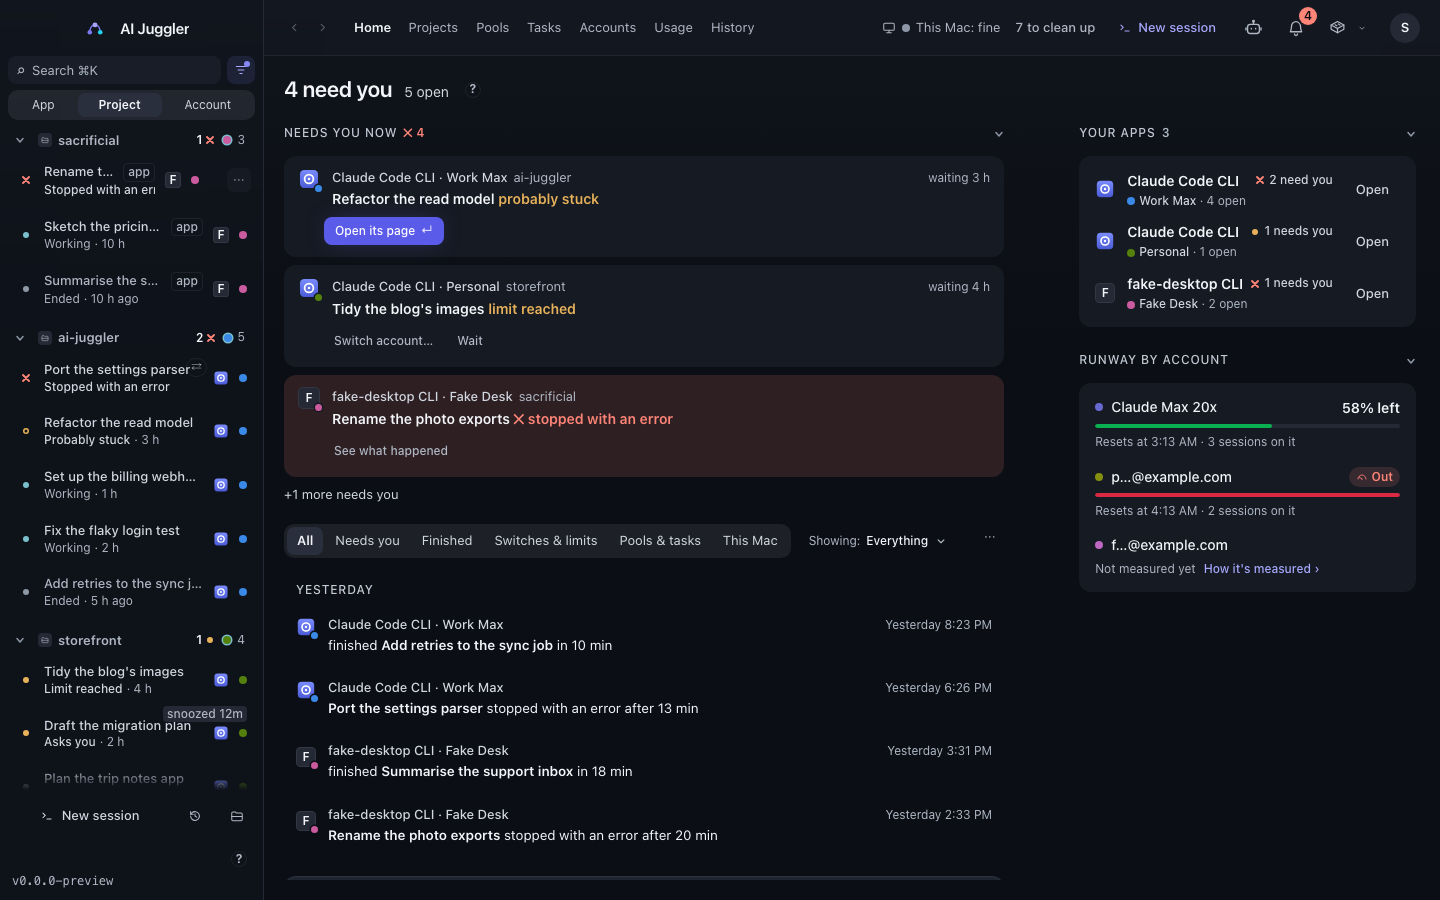 AI Juggler
Search ⌘K
App
Project
Account
sacrificial
1 3
Rename t... app F
Stopped with an err
Sketch the pricin... app F
Working · 10 h
Summarise the s... app F
Ended · 10 h ago
ai-juggler
2 5
Port the settings parser
Stopped with an error
Refactor the read model
Probably stuck · 3 h
Set up the billing webh...
Working · 1 h
Fix the flaky login test
Working · 2 h
Add retries to the sync j...
Ended · 5 h ago
storefront
1 4
Tidy the blog's images
Limit reached · 4 h
snoozed 12m
Draft the migration plan
Asks you · 2 h
Plan the trip notes app
New session
?
v0.0.0-preview
Home
Projects
Pools
Tasks
Accounts
Usage
History
This Mac: fine
7 to clean up
New session
4
S
4 need you 5 open ?
NEEDS YOU NOW 4
Claude Code CLI · Work Max ai-juggler
waiting 3 h
Refactor the read model probably stuck
Open its page
Claude Code CLI · Personal storefront
waiting 4 h
Tidy the blog's images limit reached
Switch account...
Wait
F
fake-desktop CLI · Fake Desk sacrificial
Rename the photo exports stopped with an error
See what happened
+1 more needs you
All
Needs you
Finished
Switches & limits
Pools & tasks
This Mac
Showing: Everything
...
YESTERDAY
Claude Code CLI · Work Max
Yesterday 8:23 PM
finished Add retries to the sync job in 10 min
Claude Code CLI · Work Max
Yesterday 6:26 PM
Port the settings parser stopped with an error after 13 min
F
fake-desktop CLI · Fake Desk
Yesterday 3:31 PM
finished Summarise the support inbox in 18 min
F
fake-desktop CLI · Fake Desk
Yesterday 2:33 PM
Rename the photo exports stopped with an error after 20 min
YOUR APPS 3
Claude Code CLI 2 need you
Work Max · 4 open
Open
Claude Code CLI 1 needs you
Personal · 1 open
Open
F
fake-desktop CLI 1 needs you
Fake Desk · 2 open
Open
RUNWAY BY ACCOUNT
Claude Max 20x
58% left
Resets at 3:13 AM · 3 sessions on it
p...@example.com
Out
Resets at 4:13 AM · 2 sessions on it
f...@example.com
Not measured yet How it's measured ›